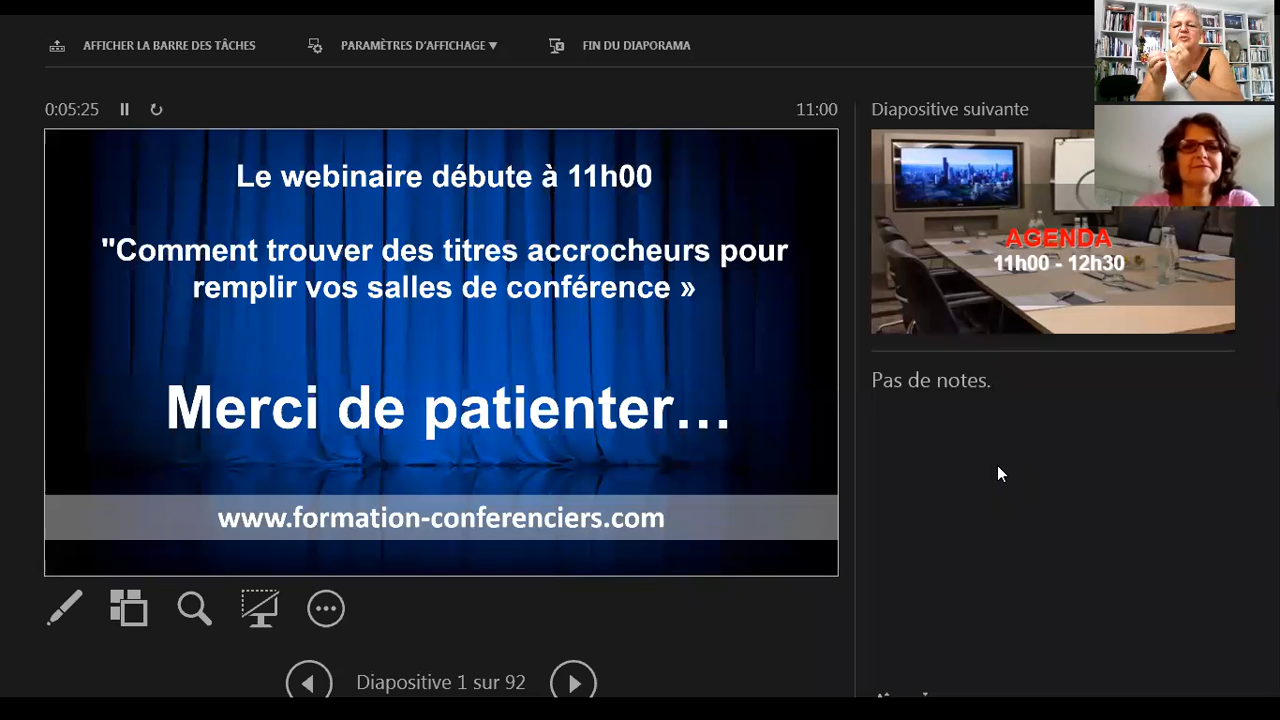 AFFICHER LA BARRE DES TÂCHES
PARAMÈTRES D'AFFICHAGE ▼
FIN DU DIAPORAMA
0:05:25
11:00
Le webinaire débute à 11h00
"Comment trouver des titres accrocheurs pour
remplir vos salles de conférence »
Merci de patienter…
www.formation-conferenciers.com
Diapositive 1 sur 92
Diapositive suivante
AGENDA
11h00 - 12h30
Pas de notes.